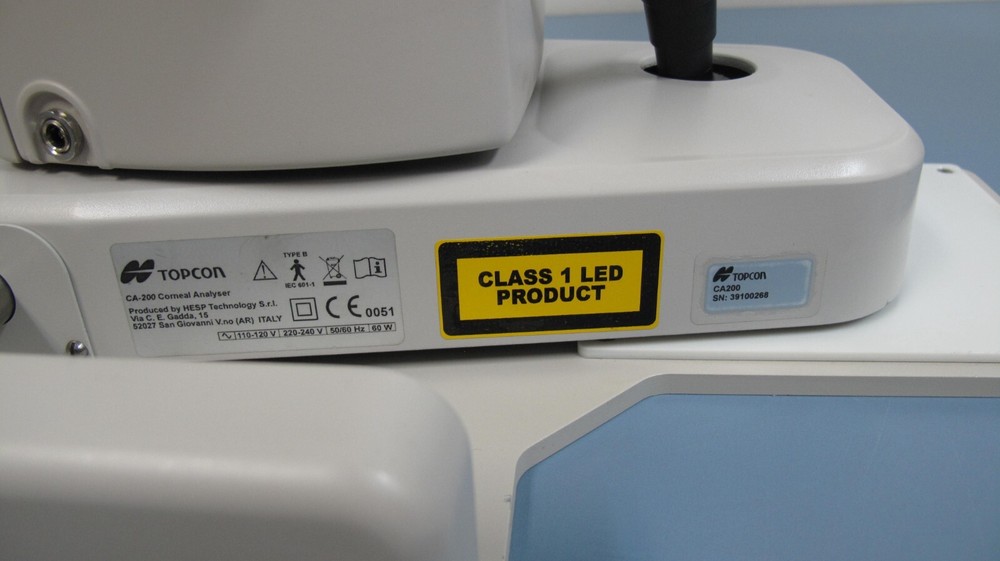 TOPCON
TYPE B
IEC 601-1
CA-200 Corneal Analyser
Produced by HESP Technology S.r.l.
Via C. E. Gadda, 15
52027 San Giovanni V.no (AR) ITALY
CE 0051
110-120 V 220-240 V 50/60 Hz 60 W
CLASS 1 LED
PRODUCT
TOPCON
CA200
SN: 39100268